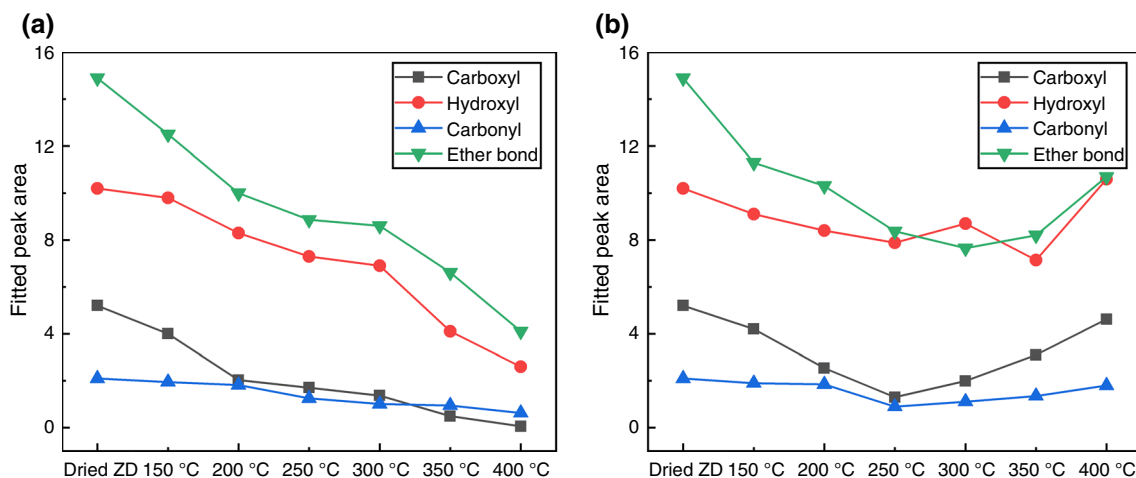 (a)
16
12
8
4
0
Fitted peak area
Carboxyl
Hydroxyl
Carbonyl
Ether bond
Dried ZD 150 °C 200 °C 250 °C 300 °C 350 °C 400 °C
(b)
16
12
8
4
0
Fitted peak area
Carboxyl
Hydroxyl
Carbonyl
Ether bond
Dried ZD 150 °C 200 °C 250 °C 300 °C 350 °C 400 °C